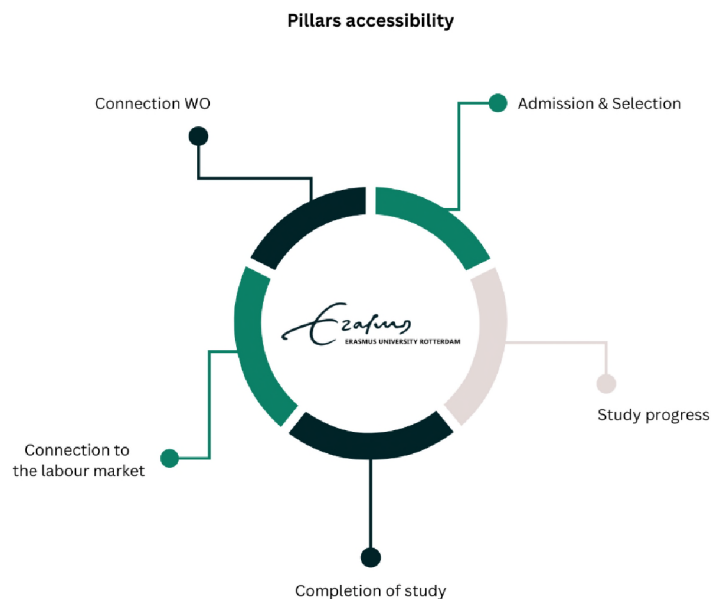 Pillars accessibility
Connection WO
Admission & Selection
Erasmus
ERASMUS UNIVERSITY ROTTERDAM
Study progress
Connection to
the labour market
Completion of study